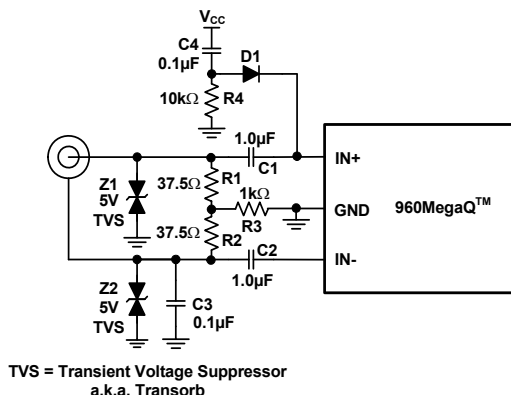 VCC
C4
0.1µF
D1
10kΩ
R4
1.0µF
C1
IN+
Z1
5V
TVS
37.5Ω
R1
1kΩ
R3
GND
960MegaQ™
37.5Ω
R2
C2
1.0µF
IN-
Z2
5V
TVS
C3
0.1µF
TVS = Transient Voltage Suppressor
a.k.a. Transorb